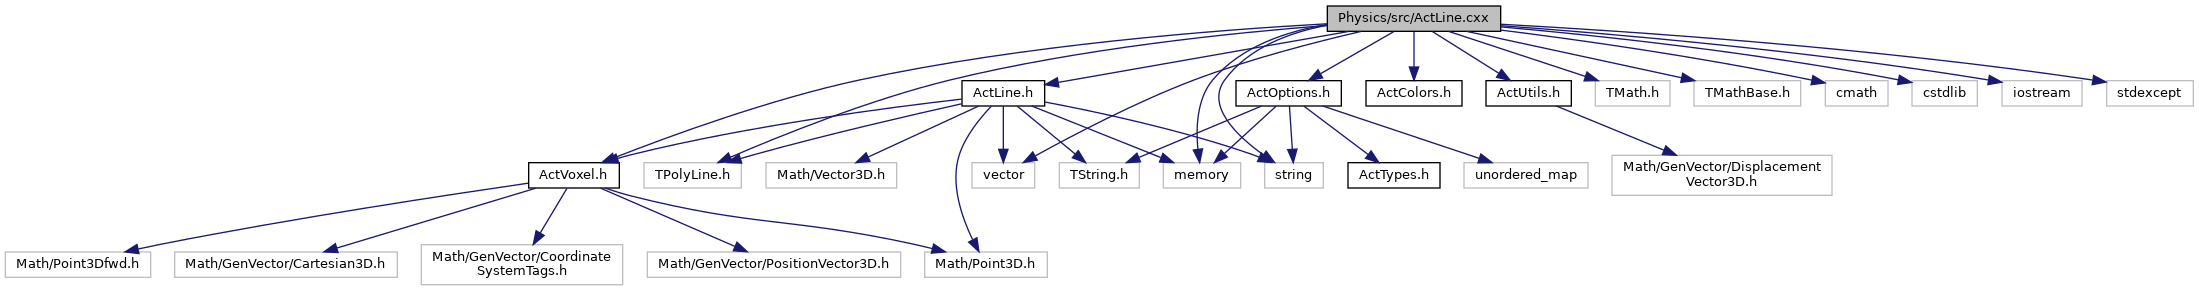 Physics/src/ActLine.cxx
ActLine.h
ActOptions.h
ActColors.h
ActUtils.h
TMath.h
TMathBase.h
cmath
cstdlib
iostream
stdexcept
ActVoxel.h
TPolyLine.h
Math/Vector3D.h
vector
TString.h
memory
string
ActTypes.h
unordered_map
Math/GenVector/Displacement
Vector3D.h
Math/Point3Dfwd.h
Math/GenVector/Cartesian3D.h
Math/GenVector/Coordinate
SystemTags.h
Math/GenVector/PositionVector3D.h
Math/Point3D.h